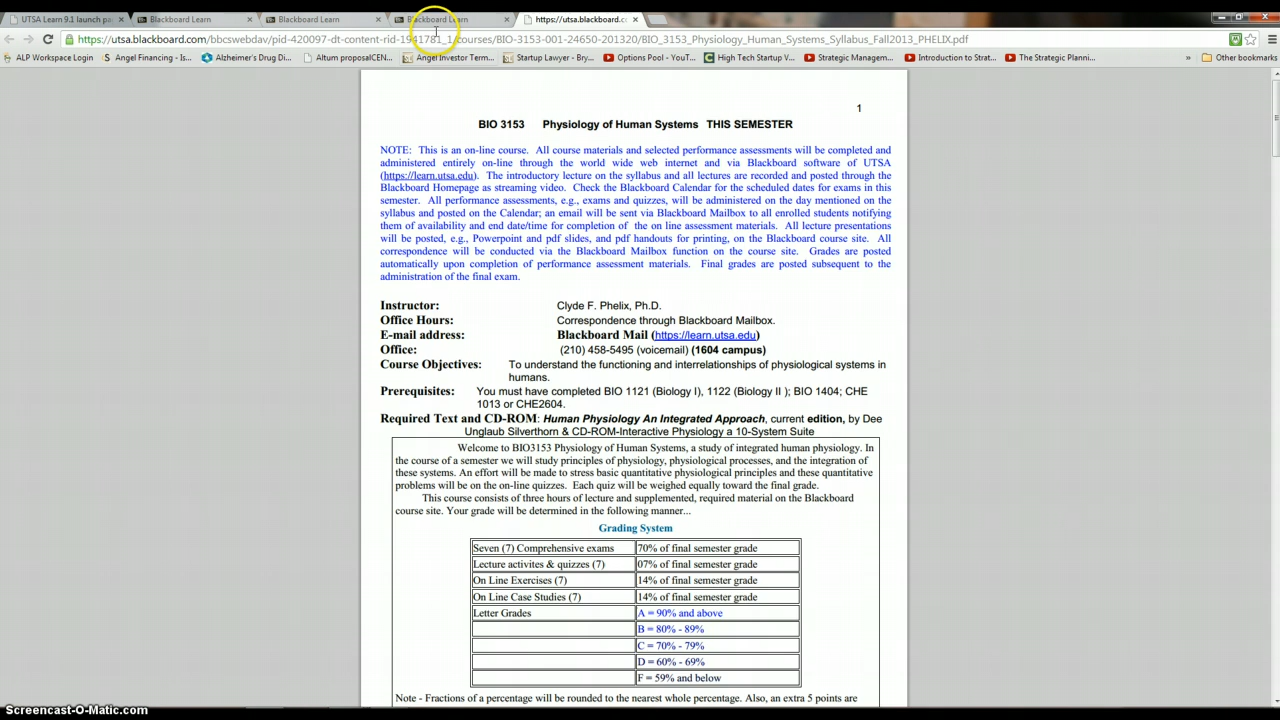 UTSA Learn 9.1 launch pa
Blackboard Learn
Blackboard Learn
Blackboard Learn
https://utsa.blackboard.c
https://utsa.blackboard.com/bbcswebdav/pid-420097-dt-content-rid-1941781_1/courses/BIO-3153-001-24650-201320/BIO_3153_Physiology_Human_Systems_Syllabus_Fall2013_PHELIX.pdf
ALP Workspace Login
Angel Financing - Is...
Alzheimer's Drug Di...
Altum proposalCEN...
Angel Investor Term...
Startup Lawyer - Bry...
Options Pool - YouT...
High Tech Startup V...
Strategic Managem...
Introduction to Strat...
The Strategic Planni...
»
Other bookmarks
1
BIO 3153 Physiology of Human Systems THIS SEMESTER
NOTE: This is an on-line course. All course materials and selected performance assessments will be completed and
administered entirely on-line through the world wide web internet and via Blackboard software of UTSA
(https://learn.utsa.edu). The introductory lecture on the syllabus and all lectures are recorded and posted through the
Blackboard Homepage as streaming video. Check the Blackboard Calendar for the scheduled dates for exams in this
semester. All performance assessments, e.g., exams and quizzes, will be administered on the day mentioned on the
syllabus and posted on the Calendar; an email will be sent via Blackboard Mailbox to all enrolled students notifying
them of availability and end date/time for completion of the on line assessment materials. All lecture presentations
will be posted, e.g., Powerpoint and pdf slides, and pdf handouts for printing, on the Blackboard course site. All
correspondence will be conducted via the Blackboard Mailbox function on the course site. Grades are posted
automatically upon completion of performance assessment materials. Final grades are posted subsequent to the
administration of the final exam.
Instructor: Clyde F. Phelix, Ph.D.
Office Hours: Correspondence through Blackboard Mailbox.
E-mail address: Blackboard Mail (https://learn.utsa.edu)
Office: (210) 458-5495 (voicemail) (1604 campus)
Course Objectives: To understand the functioning and interrelationships of physiological systems in
humans.
Prerequisites: You must have completed BIO 1121 (Biology I), 1122 (Biology II ); BIO 1404; CHE
1013 or CHE2604.
Required Text and CD-ROM: Human Physiology An Integrated Approach, current edition, by Dee
Unglaub Silverthorn & CD-ROM-Interactive Physiology a 10-System Suite
Welcome to BIO3153 Physiology of Human Systems, a study of integrated human physiology. In
the course of a semester we will study principles of physiology, physiological processes, and the integration of
these systems. An effort will be made to stress basic quantitative physiological principles and these quantitative
problems will be on the on-line quizzes. Each quiz will be weighed equally toward the final grade.
This course consists of three hours of lecture and supplemented, required material on the Blackboard
course site. Your grade will be determined in the following manner...
Grading System
Seven (7) Comprehensive exams 70% of final semester grade
Lecture activites & quizzes (7) 07% of final semester grade
On Line Exercises (7) 14% of final semester grade
On Line Case Studies (7) 14% of final semester grade
Letter Grades A = 90% and above
B = 80% - 89%
C = 70% - 79%
D = 60% - 69%
F = 59% and below
Note - Fractions of a percentage will be rounded to the nearest whole percentage. Also, an extra 5 points are
Screencast-O-Matic.com